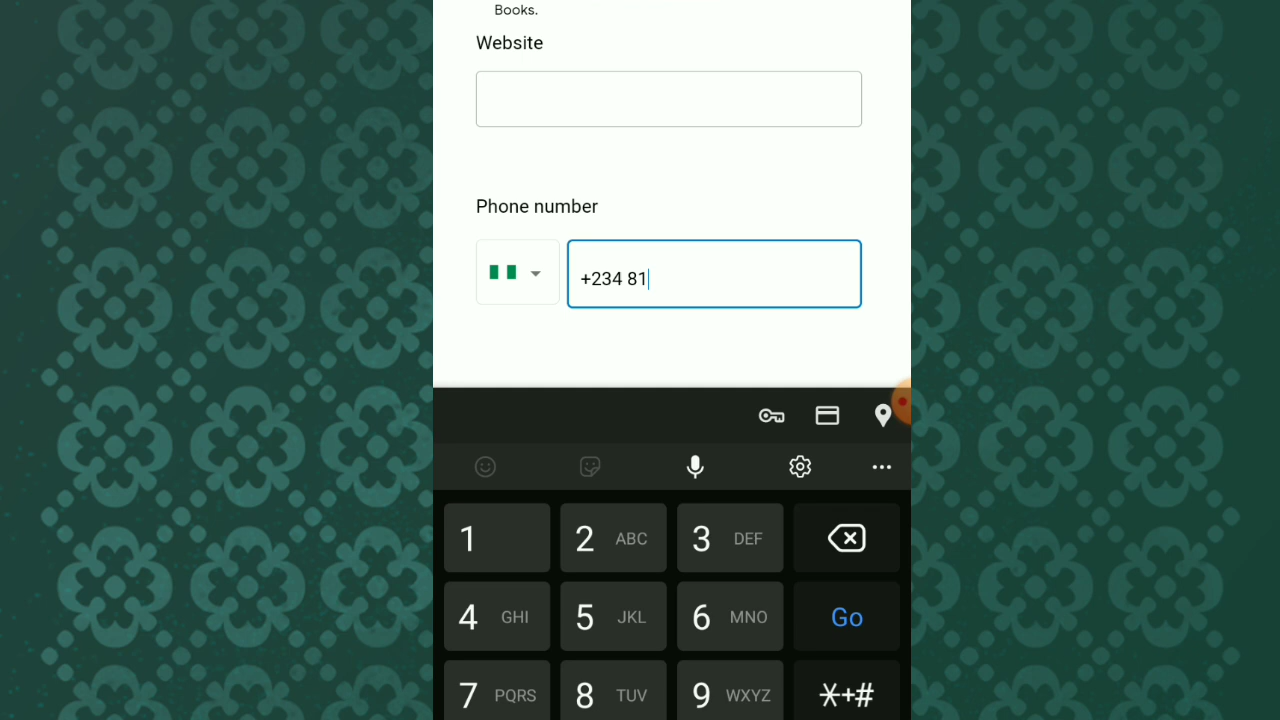 Books.
Website
Phone number
+234 81
1
2 ABC
3 DEF
4 GHI
5 JKL
6 MNO
Go
7 PQRS
8 TUV
9 WXYZ
*+#